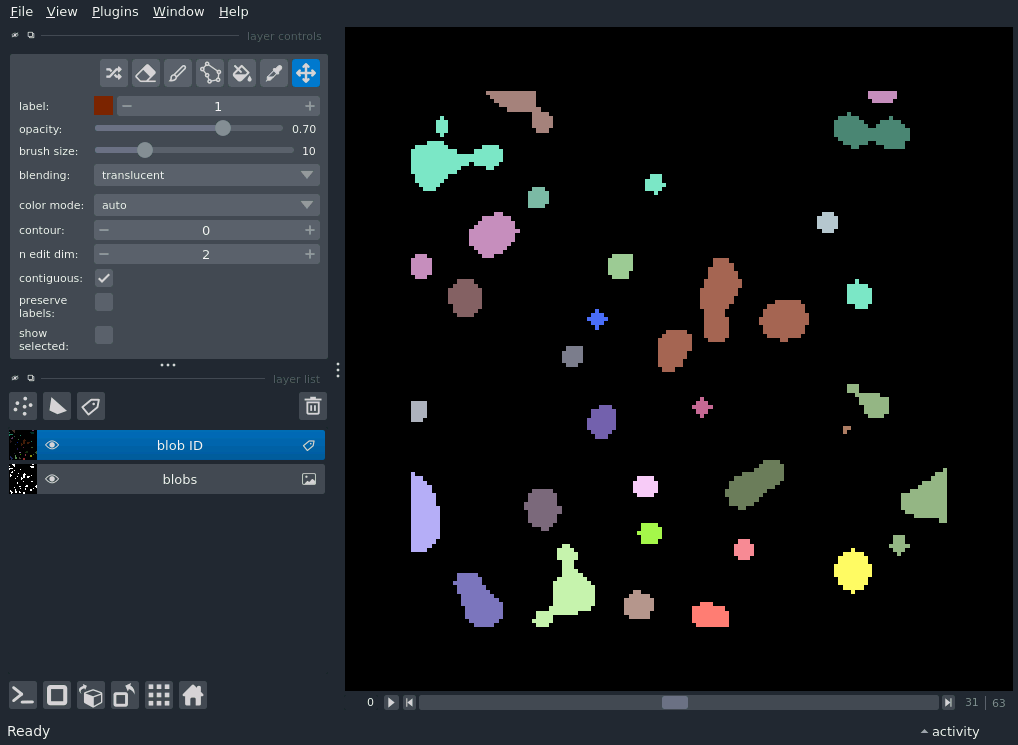 File View Plugins Window Help
layer controls
label: 1
opacity: 0.70
brush size: 10
blending: translucent
color mode: auto
contour: 0
n edit dim: 2
contiguous:
preserve
labels:
show
selected:
layer list
blob ID
blobs
0 31 | 63
Ready activity